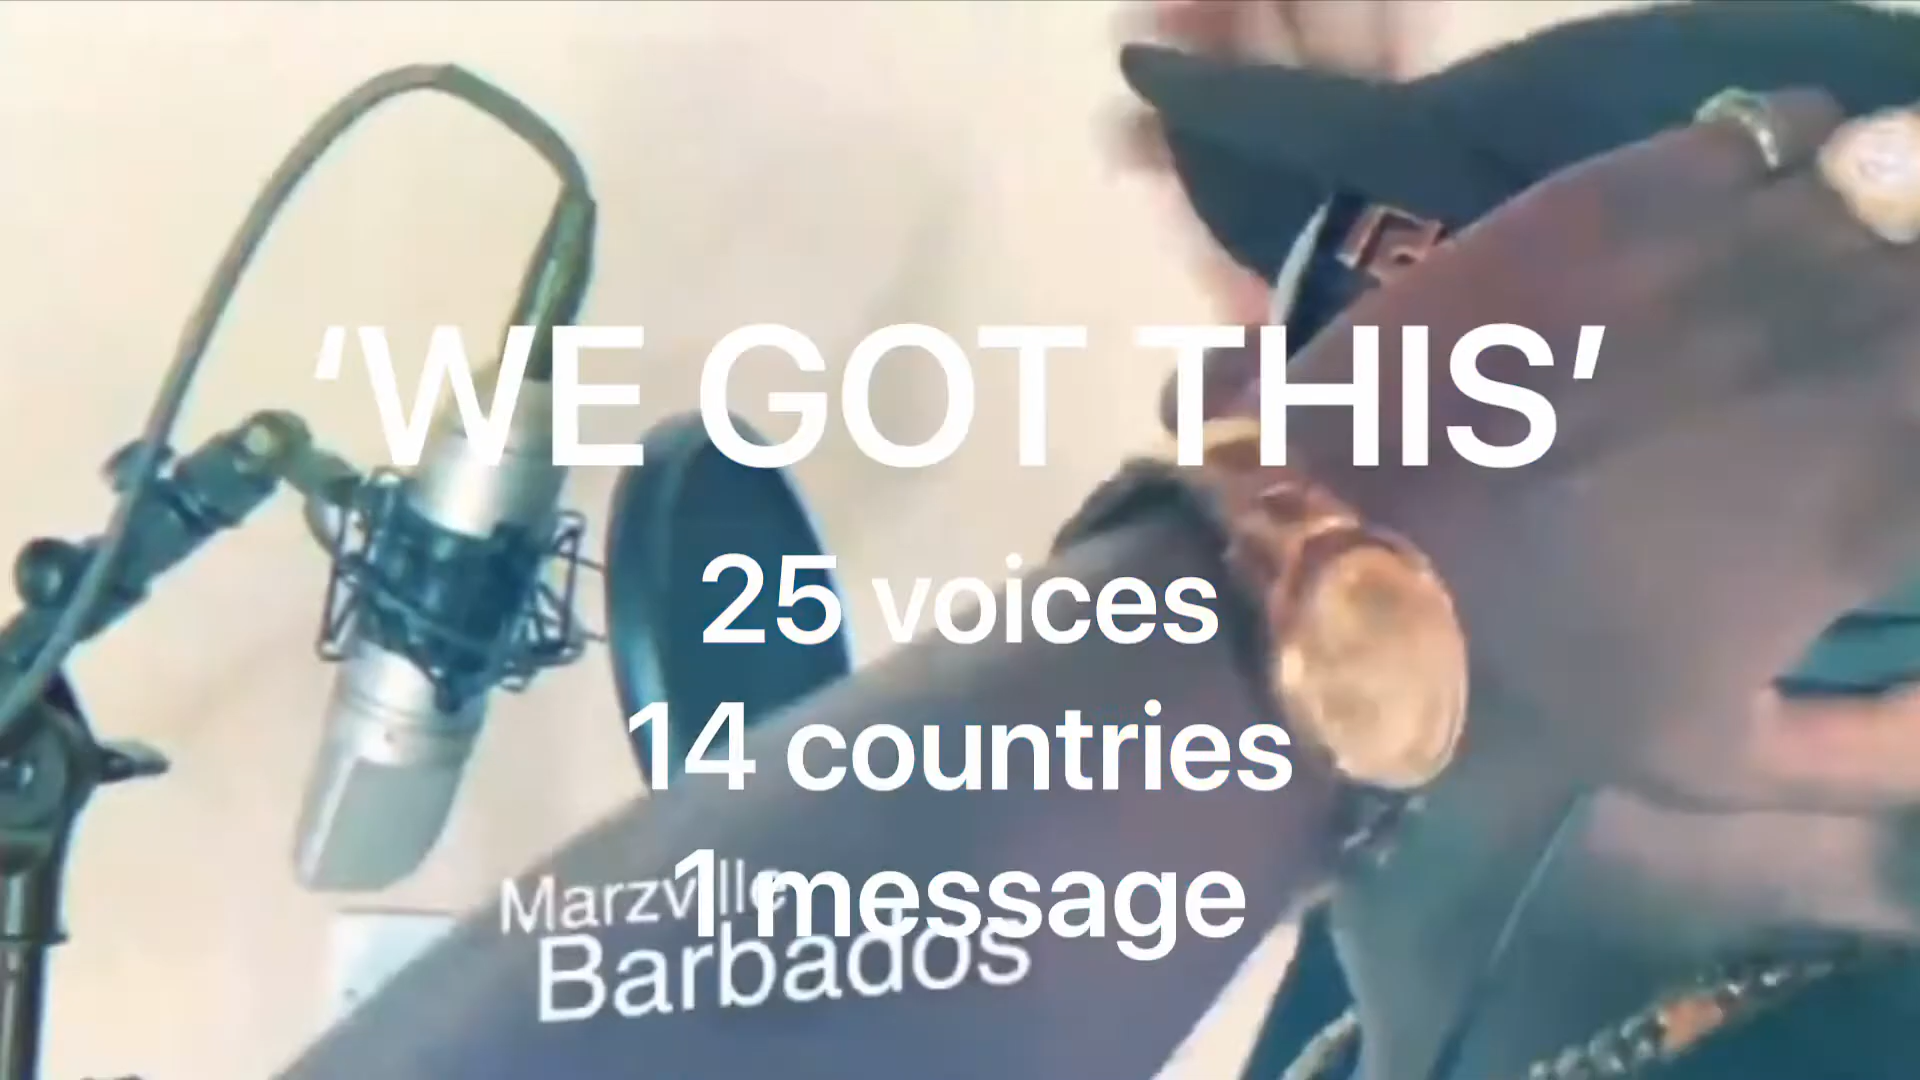 ‘WE GOT THIS’
25 voices
14 countries
1 message
Marzville
Barbados